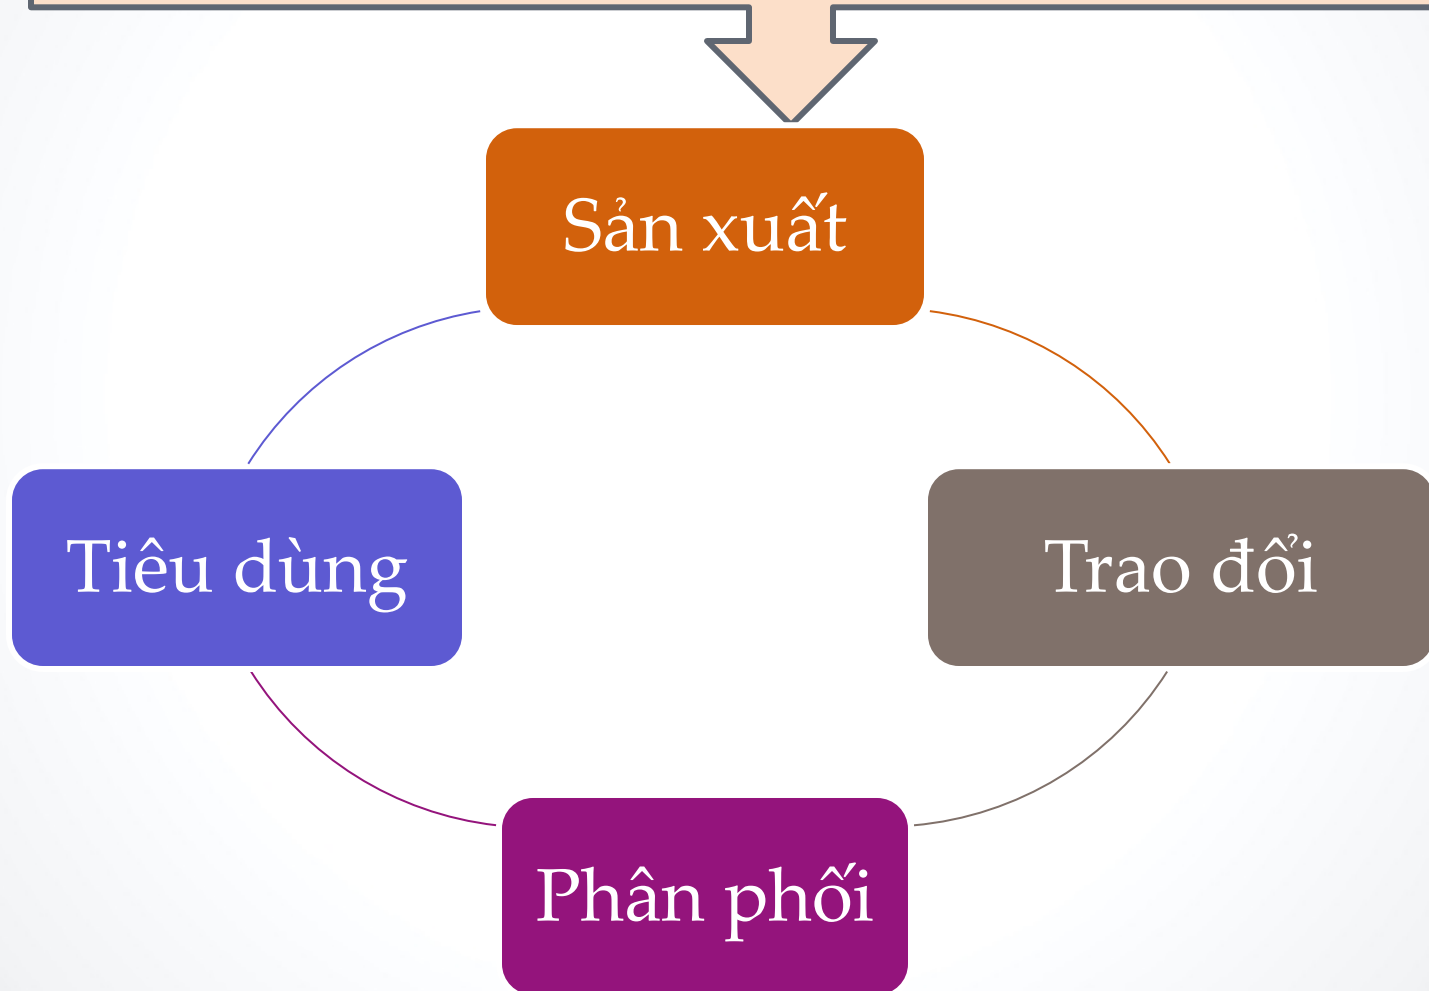 Sản xuất
Tiêu dùng
Trao đổi
Phân phối